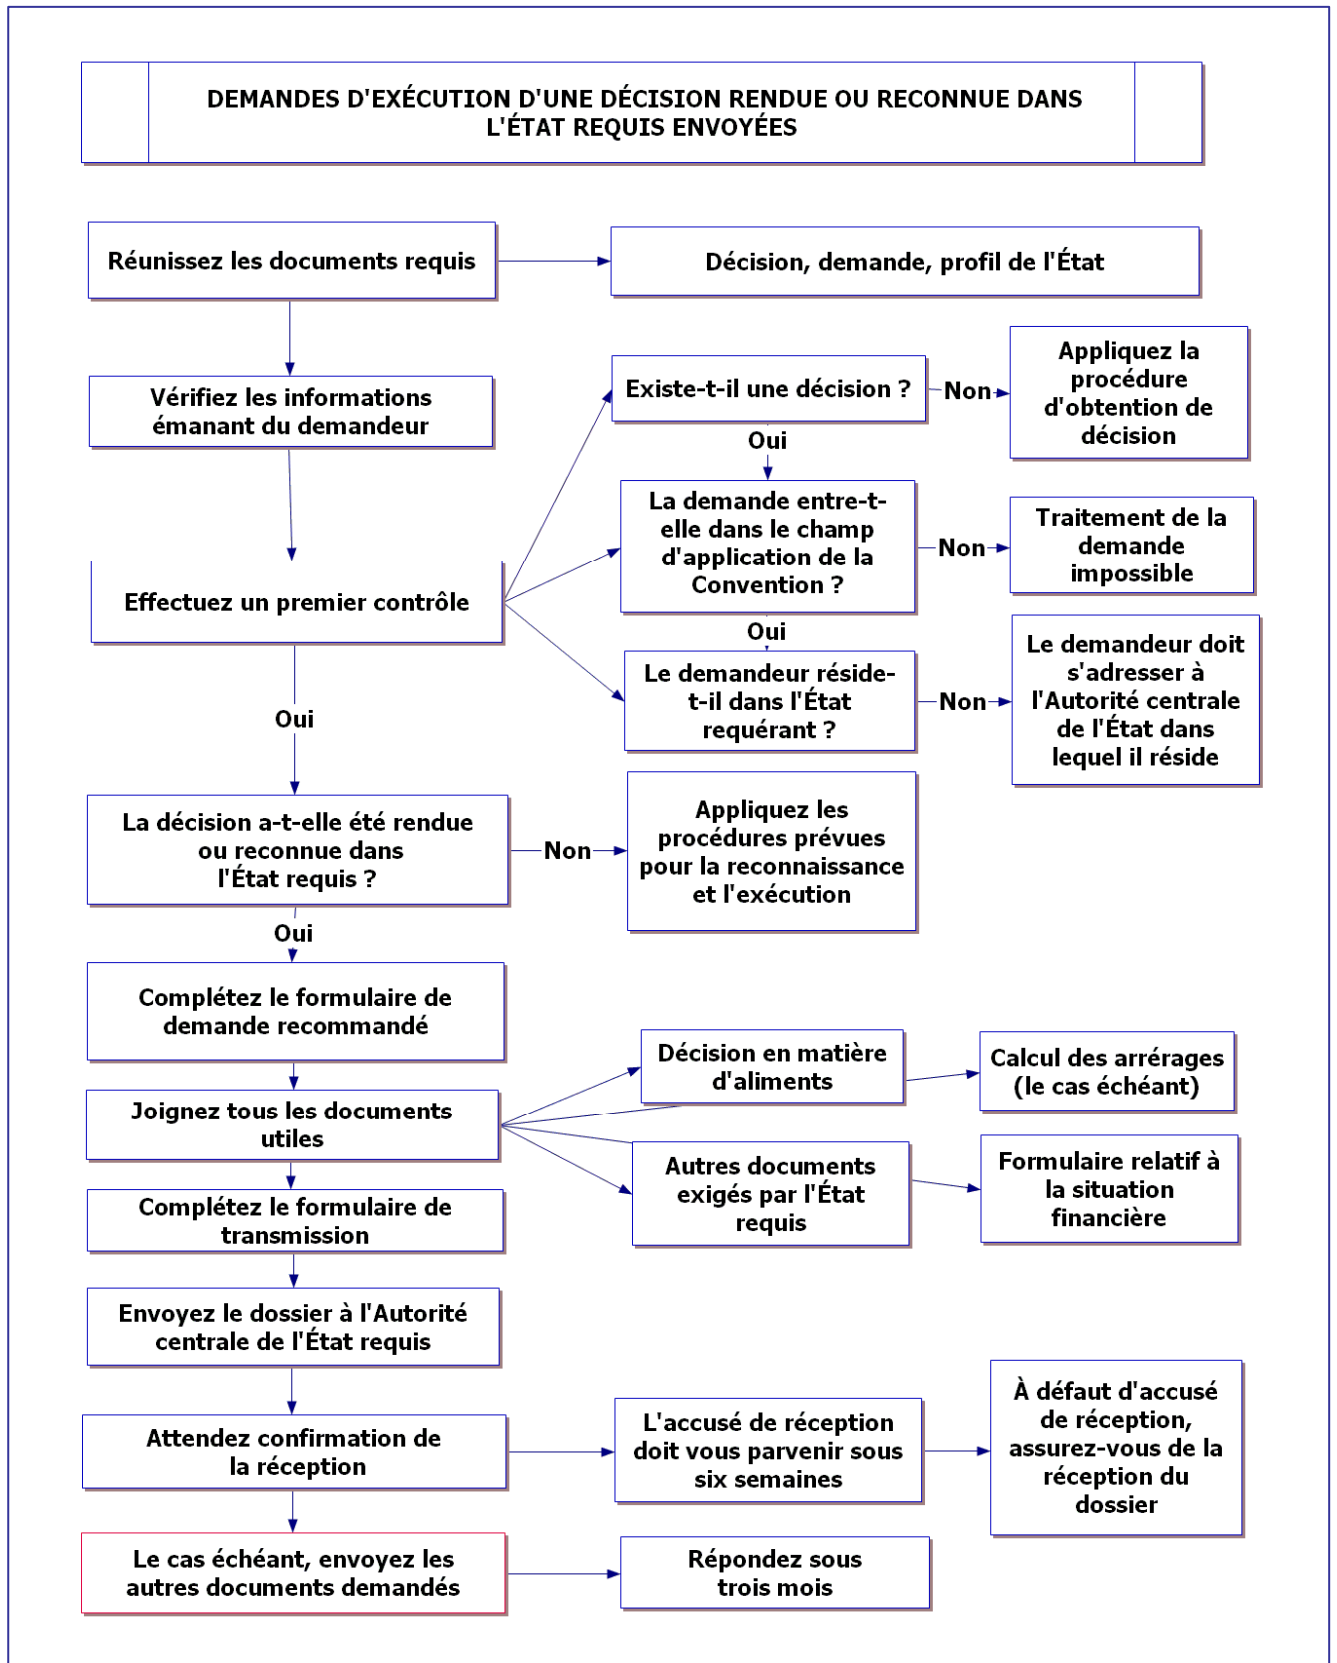 DEMANDES D'EXÉCUTION D'UNE DÉCISION RENDUE OU RECONNUE DANS
L'ÉTAT REQUIS ENVOYÉES
Réunissez les documents requis
Décision, demande, profil de l'État
Vérifiez les informations
émanant du demandeur
Existe-t-il une décision ?
Non
Appliquez la
procédure
d'obtention de
décision
Oui
La demande entre-t-
elle dans le champ
d'application de la
Convention ?
Non
Traitement de la
demande
impossible
Effectuez un premier contrôle
Oui
Le demandeur réside-
t-il dans l'État
requérant ?
Non
Le demandeur doit
s'adresser à
l'Autorité centrale
de l'État dans
lequel il réside
Oui
La décision a-t-elle été rendue
ou reconnue dans
l'État requis ?
Non
Appliquez les
procédures prévues
pour la reconnaissance
et l'exécution
Oui
Complétez le formulaire de
demande recommandé
Joignez tous les documents
utiles
Décision en matière
d'aliments
Calcul des arrérages
(le cas échéant)
Autres documents
exigés par l'État
requis
Formulaire relatif à
la situation
financière
Complétez le formulaire de
transmission
Envoyez le dossier à l'Autorité
centrale de l'État requis
Attendez confirmation de
la réception
L'accusé de réception
doit vous parvenir sous
six semaines
À défaut d'accusé
de réception,
assurez-vous de la
réception du
dossier
Le cas échéant, envoyez les
autres documents demandés
Répondez sous
trois mois